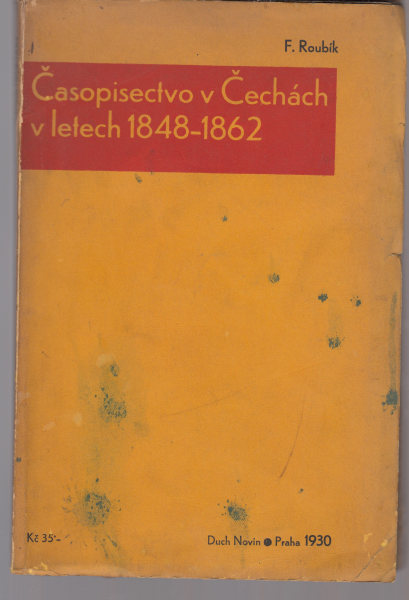 F. Roubík
Časopisectvo v Čechách
v letech 1848-1862
Kč 35·-
Duch Novin ● Praha 1930